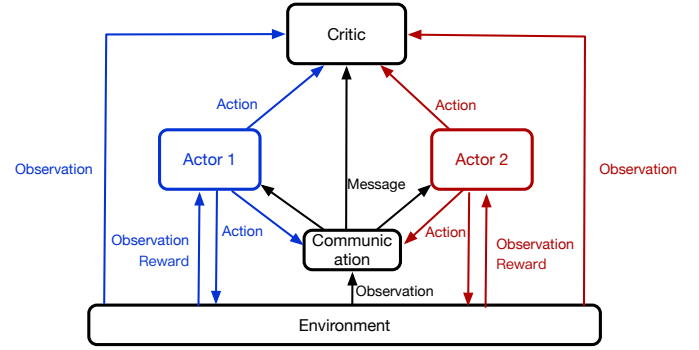 Critic
Action
Action
Actor 1
Actor 2
Observation
Observation
Message
Action
Action
Observation
Reward
Communic
ation
Observation
Reward
Observation
Environment